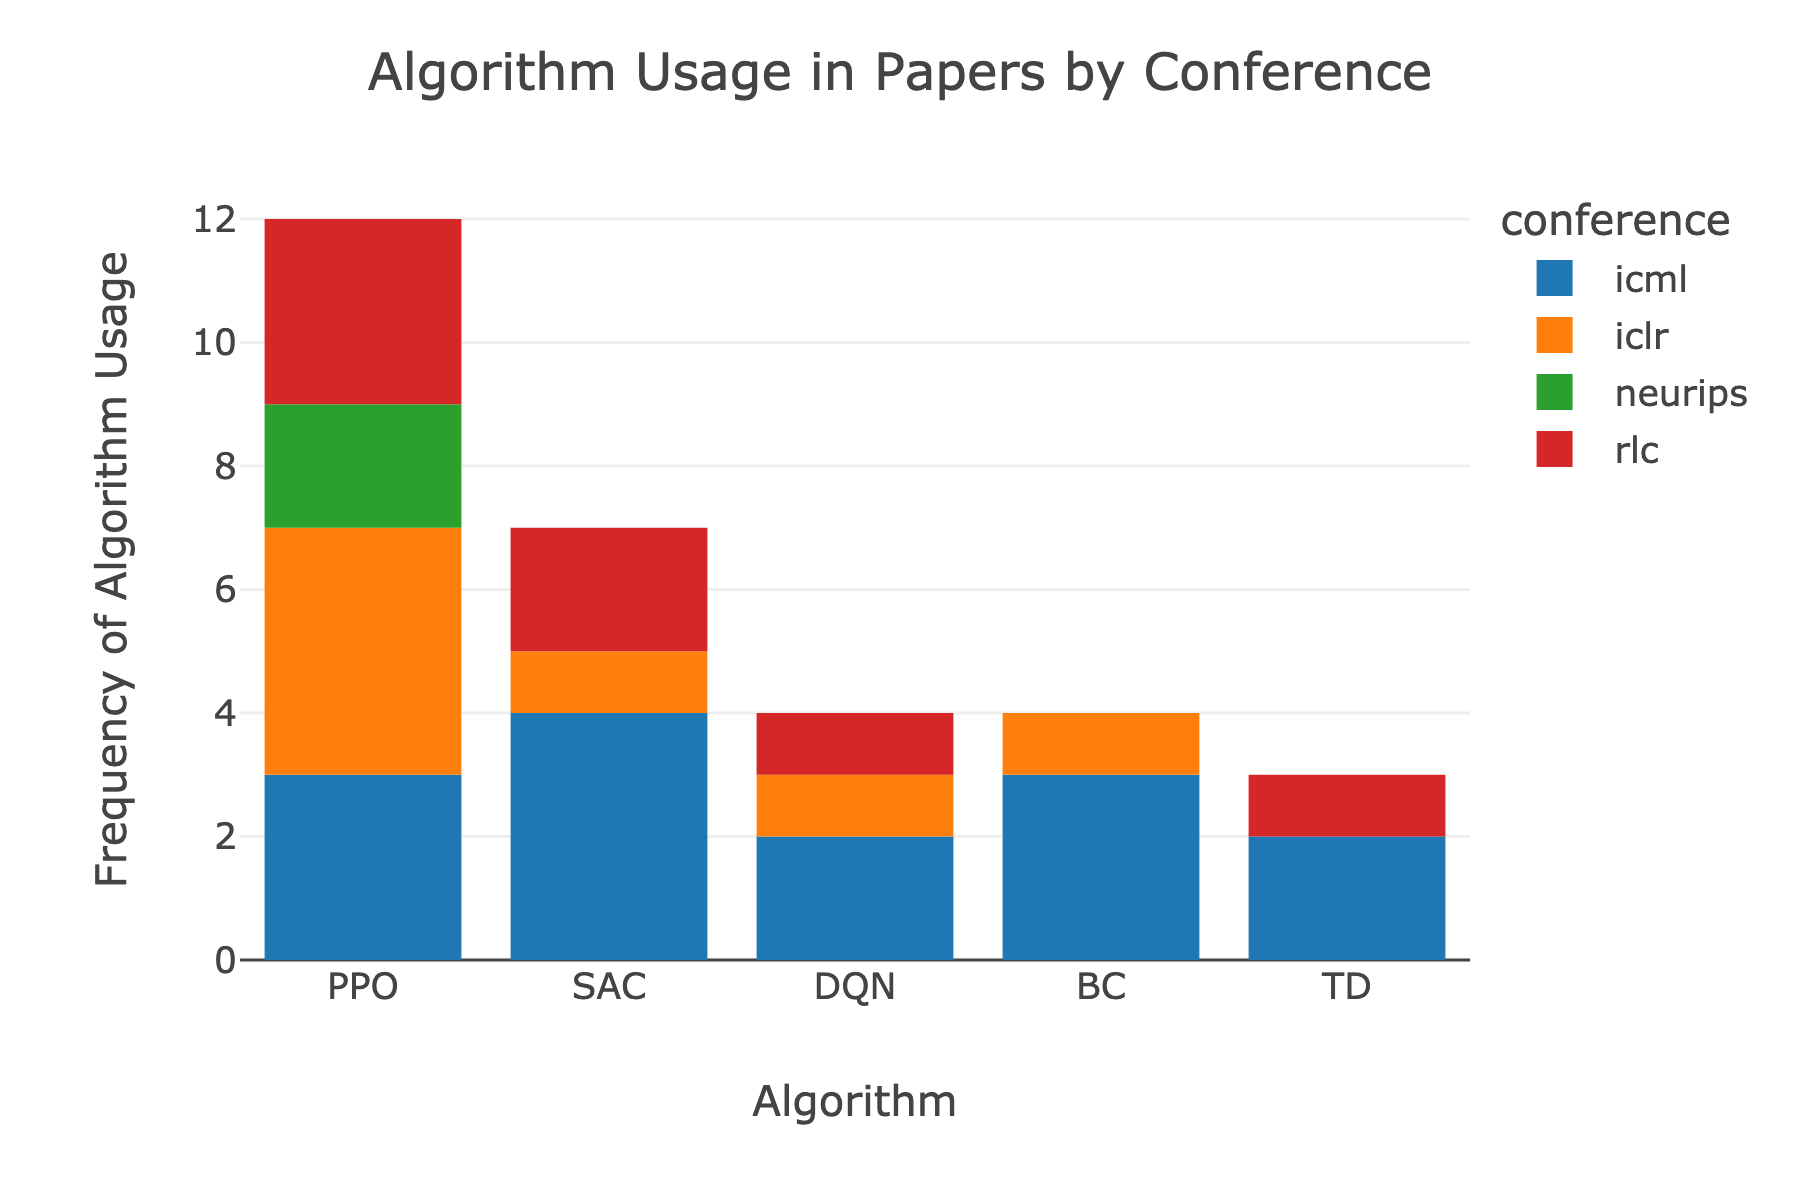 Algorithm Usage in Papers by Conference
12
10
8
6
4
2
0
Frequency of Algorithm Usage
PPO
SAC
DQN
BC
TD
Algorithm
conference
icml
iclr
neurips
rlc